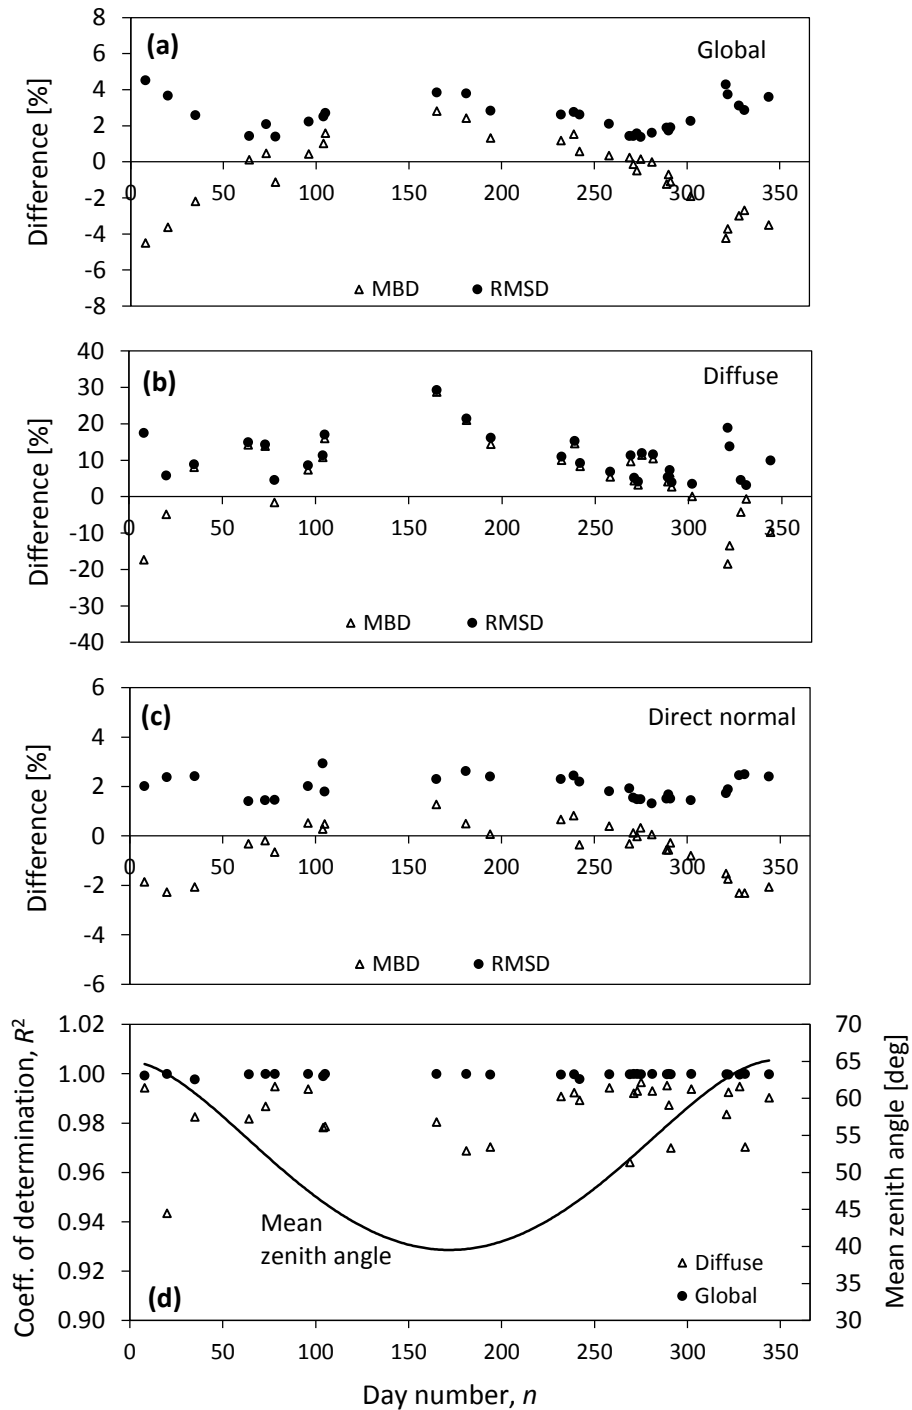 8
(a)
Global
6
4
2
0
-2
-4
-6
-8
Difference [%]
0 50 100 150 200 250 300 350
MBD RMSD
40
(b)
Diffuse
30
20
10
0
-10
-20
-30
-40
Difference [%]
0 50 100 150 200 250 300 350
MBD RMSD
6
(c)
Direct normal
4
2
0
-2
-4
-6
Difference [%]
0 50 100 150 200 250 300 350
MBD RMSD
1.02
1.00
0.98
0.96
0.94
0.92
0.90
Coeff. of determination, R²
70
65
60
55
50
45
40
35
30
Mean zenith angle [deg]
Mean
zenith angle
Diffuse
(d)
Global
0 50 100 150 200 250 300 350
Day number, n